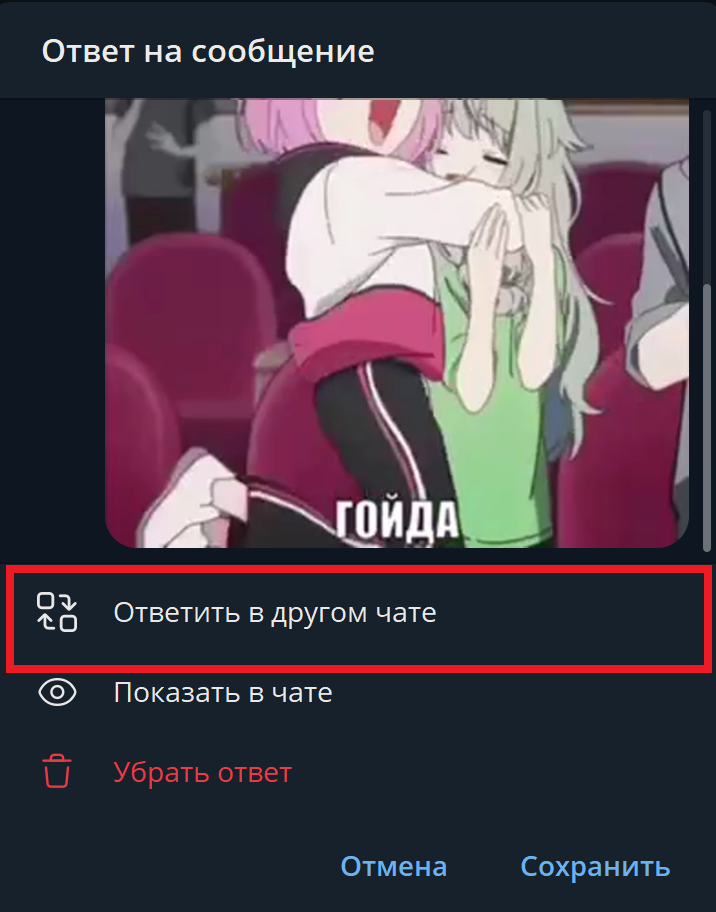 Ответ на сообщение
ГОЙДА
Ответить в другом чате
Показать в чате
Убрать ответ
Отмена Сохранить